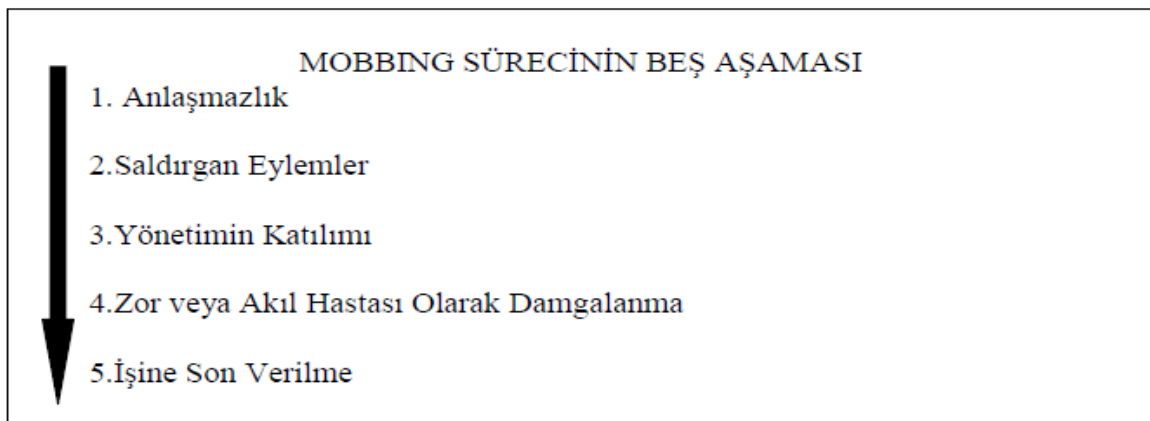 MOBBING SÜRECİNİN BEŞ AŞAMASI
1. Anlaşmazlık
2.Saldırgan Eylemler
3.Yönetimin Katılımı
4.Zor veya Akıl Hastası Olarak Damgalanma
5.İşine Son Verilme